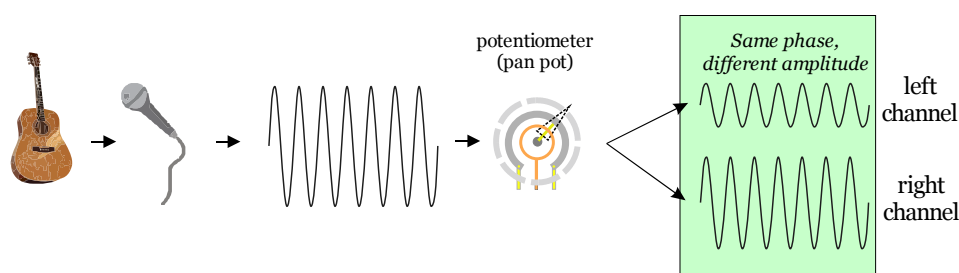 potentiometer
(pan pot)
Same phase,
different amplitude
left
channel
right
channel